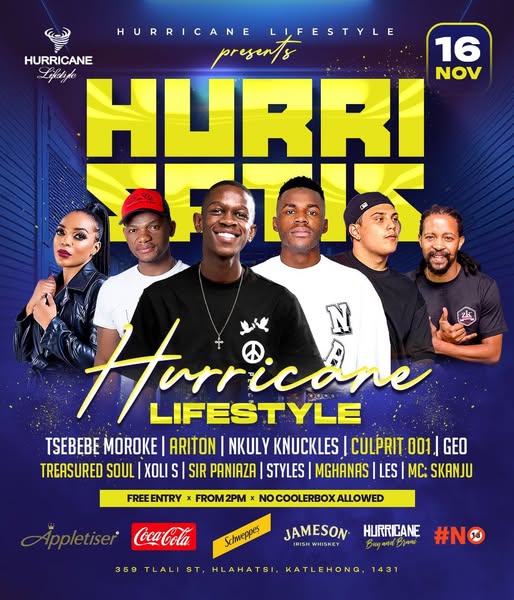 HURRICANE LIFESTYLE
presents
HURRICANE
Lifestyle
16
NOV
HURRI
Hurricane
LIFESTYLE
TSEBEBE MOROKE | ARITON | NKULY KNUCKLES | CULPRIT 001 | GEO
TREASURED SOUL | XOLI S | SIR PANIAZA | STYLES | MGHANAS | LES | MC: SKANJU
FREE ENTRY × FROM 2PM × NO COOLERBOX ALLOWED
Appletiser
Coca-Cola
Schweppes
JAMESON
IRISH WHISKEY
HURRICANE
Buy and Braai
#NO
18
359 TLALI ST, HLAHATSI, KATLEHONG, 1431